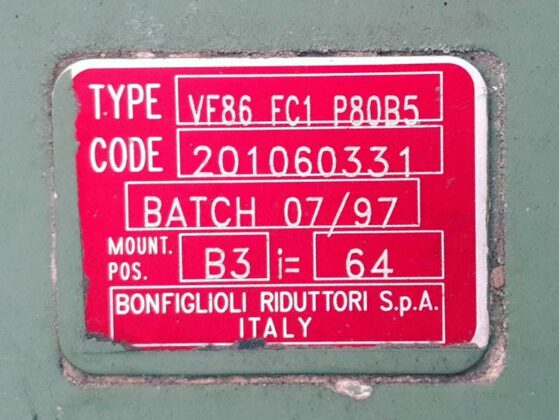 TYPE VF86 FC1 P80B5
CODE 201060331
BATCH 07/97
MOUNT. POS. B3 i= 64
BONFIGLIOLI RIDUTTORI S.p.A.
ITALY